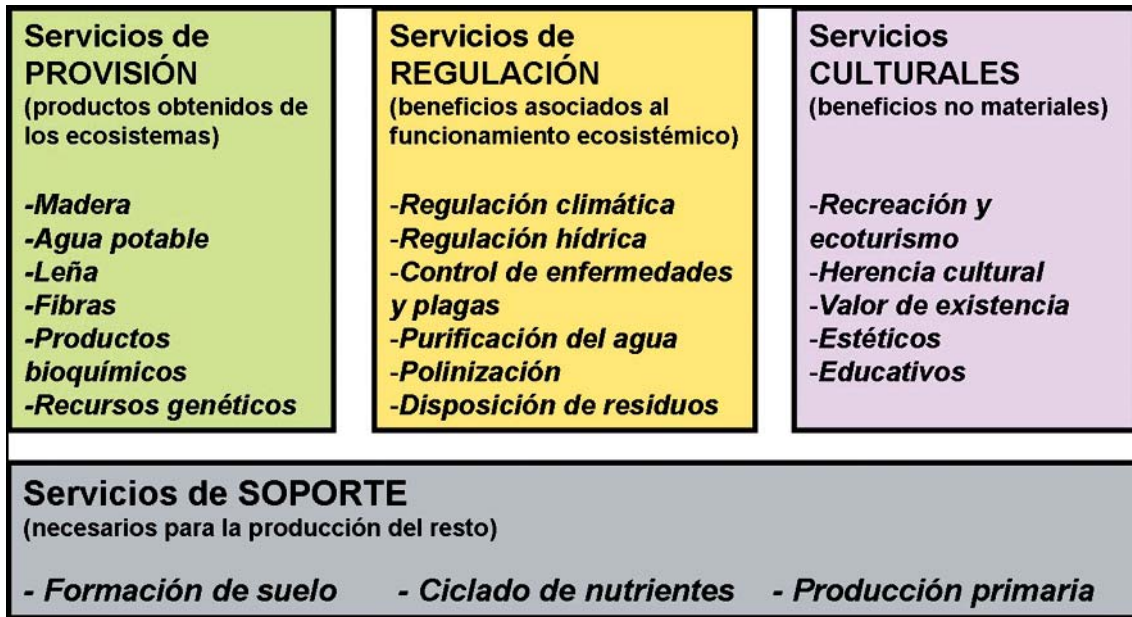 Servicios de
PROVISIÓN
(productos obtenidos de
los ecosistemas)
-Madera
-Agua potable
-Leña
-Fibras
-Productos
bioquímicos
-Recursos genéticos
Servicios de
REGULACIÓN
(beneficios asociados al
funcionamiento ecosistémico)
-Regulación climática
-Regulación hídrica
-Control de enfermedades
y plagas
-Purificación del agua
-Polinización
-Disposición de residuos
Servicios
CULTURALES
(beneficios no materiales)
-Recreación y
ecoturismo
-Herencia cultural
-Valor de existencia
-Estéticos
-Educativos
Servicios de SOPORTE
(necesarios para la producción del resto)
- Formación de suelo - Ciclado de nutrientes - Producción primaria